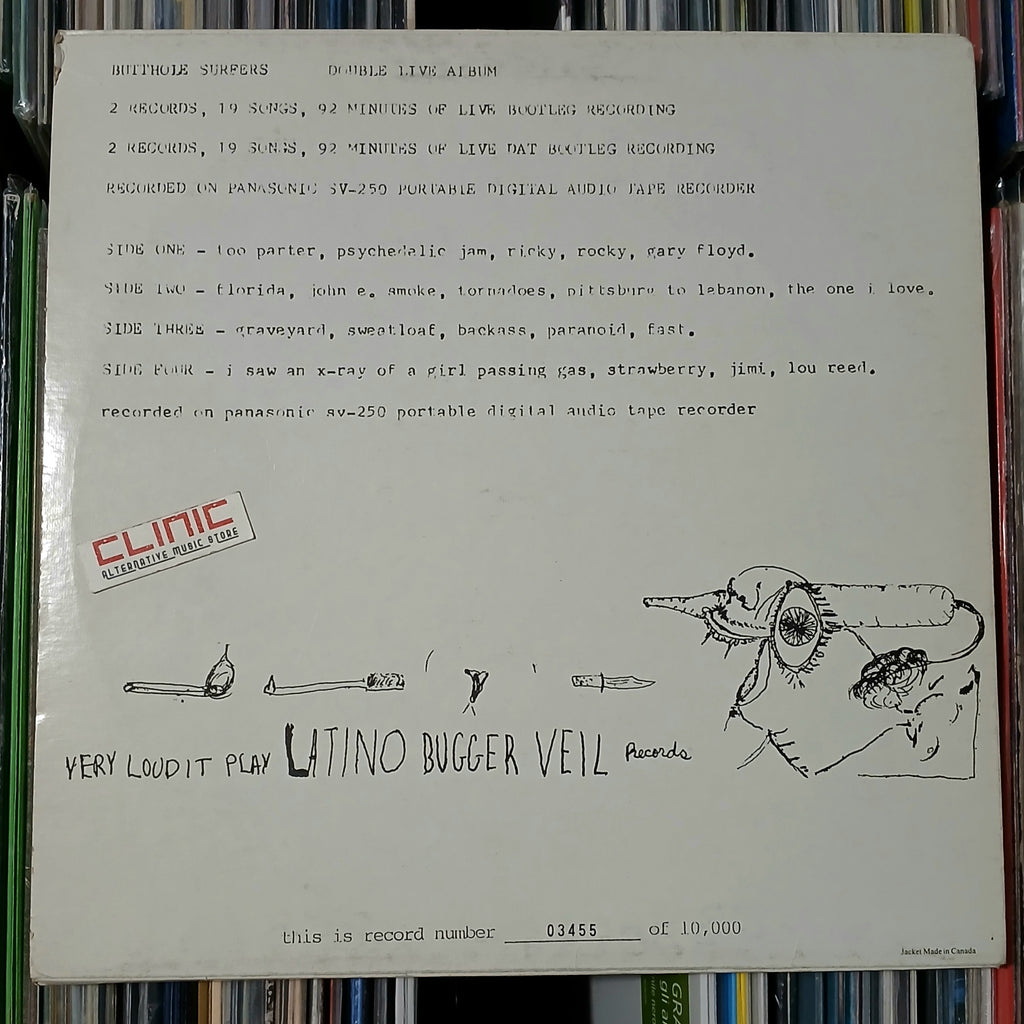 BUTTHOLE SURFERS DOUBLE LIVE ALBUM
2 RECORDS, 19 SONGS, 92 MINUTES OF LIVE BOOTLEG RECORDING
2 RECORDS, 19 SONGS, 92 MINUTES OF LIVE DAT BOOTLEG RECORDING
RECORDED ON PANASONIC SV-250 PORTABLE DIGITAL AUDIO TAPE RECORDER
SIDE ONE - too parter, psychedelic jam, ricky, rocky, gary floyd.
SIDE TWO - florida, john e. smoke, tornadoes, pittsburg to lebanon, the one i love.
SIDE THREE - graveyard, sweatloaf, backass, paranoid, fast.
SIDE FOUR - i saw an x-ray of a girl passing gas, strawberry, jimi, lou reed.
recorded on panasonic sv-250 portable digital audio tape recorder
CLINIC
ALTERNATIVE MUSIC STORE
VERY LOUD IT PLAY LATINO BUGGER VEIL Records
this is record number 03455 of 10,000
Jacket Made in Canada